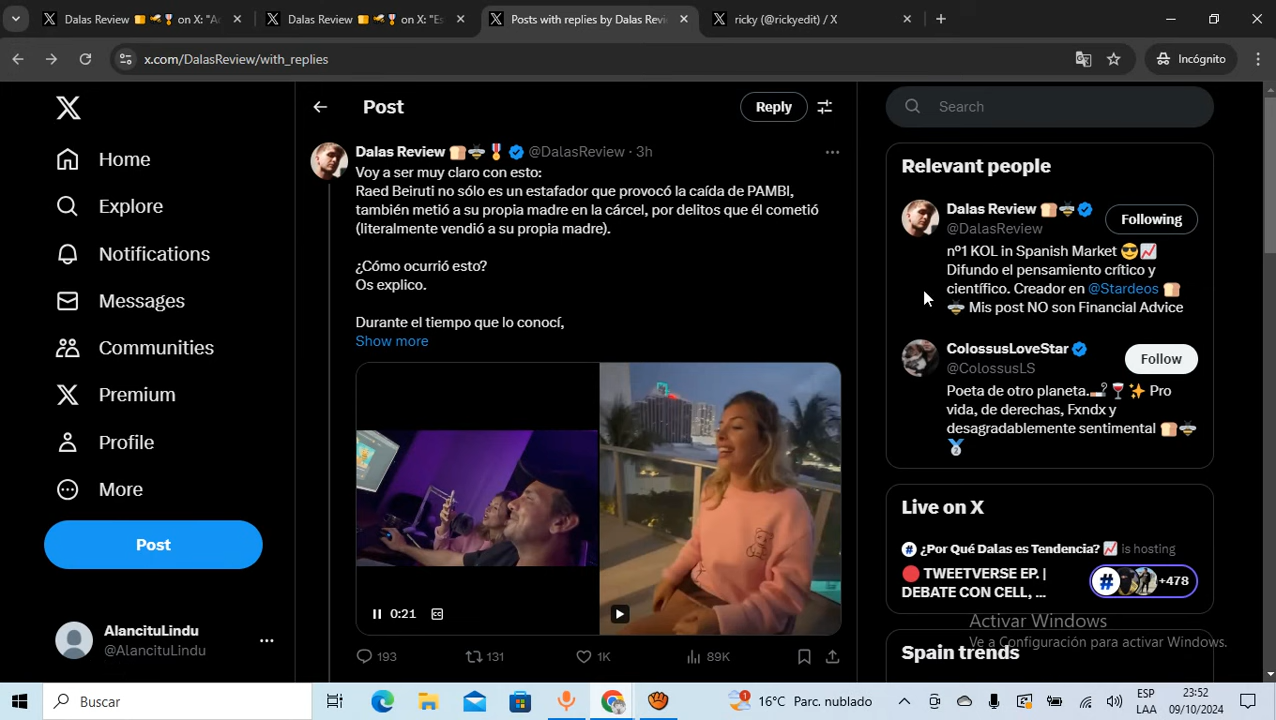 Dalas Review 🍞🐝🎖️ on X: "Ac
Dalas Review 🍞🐝🎖️ on X: "Es
Posts with replies by Dalas Revi
ricky (@rickyedit) / X
x.com/DalasReview/with_replies
Incógnito
Home
Explore
Notifications
Messages
Communities
Premium
Profile
More
Post
AlancituLindu
@AlancituLindu
Post
Reply
Dalas Review 🍞🐝🎖️ @DalasReview · 3h
Voy a ser muy claro con esto:
Raed Beiruti no sólo es un estafador que provocó la caída de PAMBI,
también metió a su propia madre en la cárcel, por delitos que él cometió
(literalmente vendió a su propia madre).
¿Cómo ocurrió esto?
Os explico.
Durante el tiempo que lo conocí,
Show more
0:21
CC
193
131
1K
89K
Search
Relevant people
Dalas Review 🍞🐝
@DalasReview
Following
nº1 KOL in Spanish Market 😎📈
Difundo el pensamiento crítico y
científico. Creador en @Stardeos 🍞
🐝 Mis post NO son Financial Advice
ColossusLoveStar
@ColossusLS
Follow
Poeta de otro planeta.🚬🍷✨ Pro
vida, de derechas, Fxndx y
desagradablemente sentimental 🍞🐝
🥈
Live on X
# ¿Por Qué Dalas es Tendencia? 📈 is hosting
🔴 TWEETVERSE EP. |
DEBATE CON CELL, ...
# +478
Activar Windows
Ve a Configuración para activar Windows.
Spain trends
Buscar
1
16°C Parc. nublado
ESP
LAA
23:52
09/10/2024